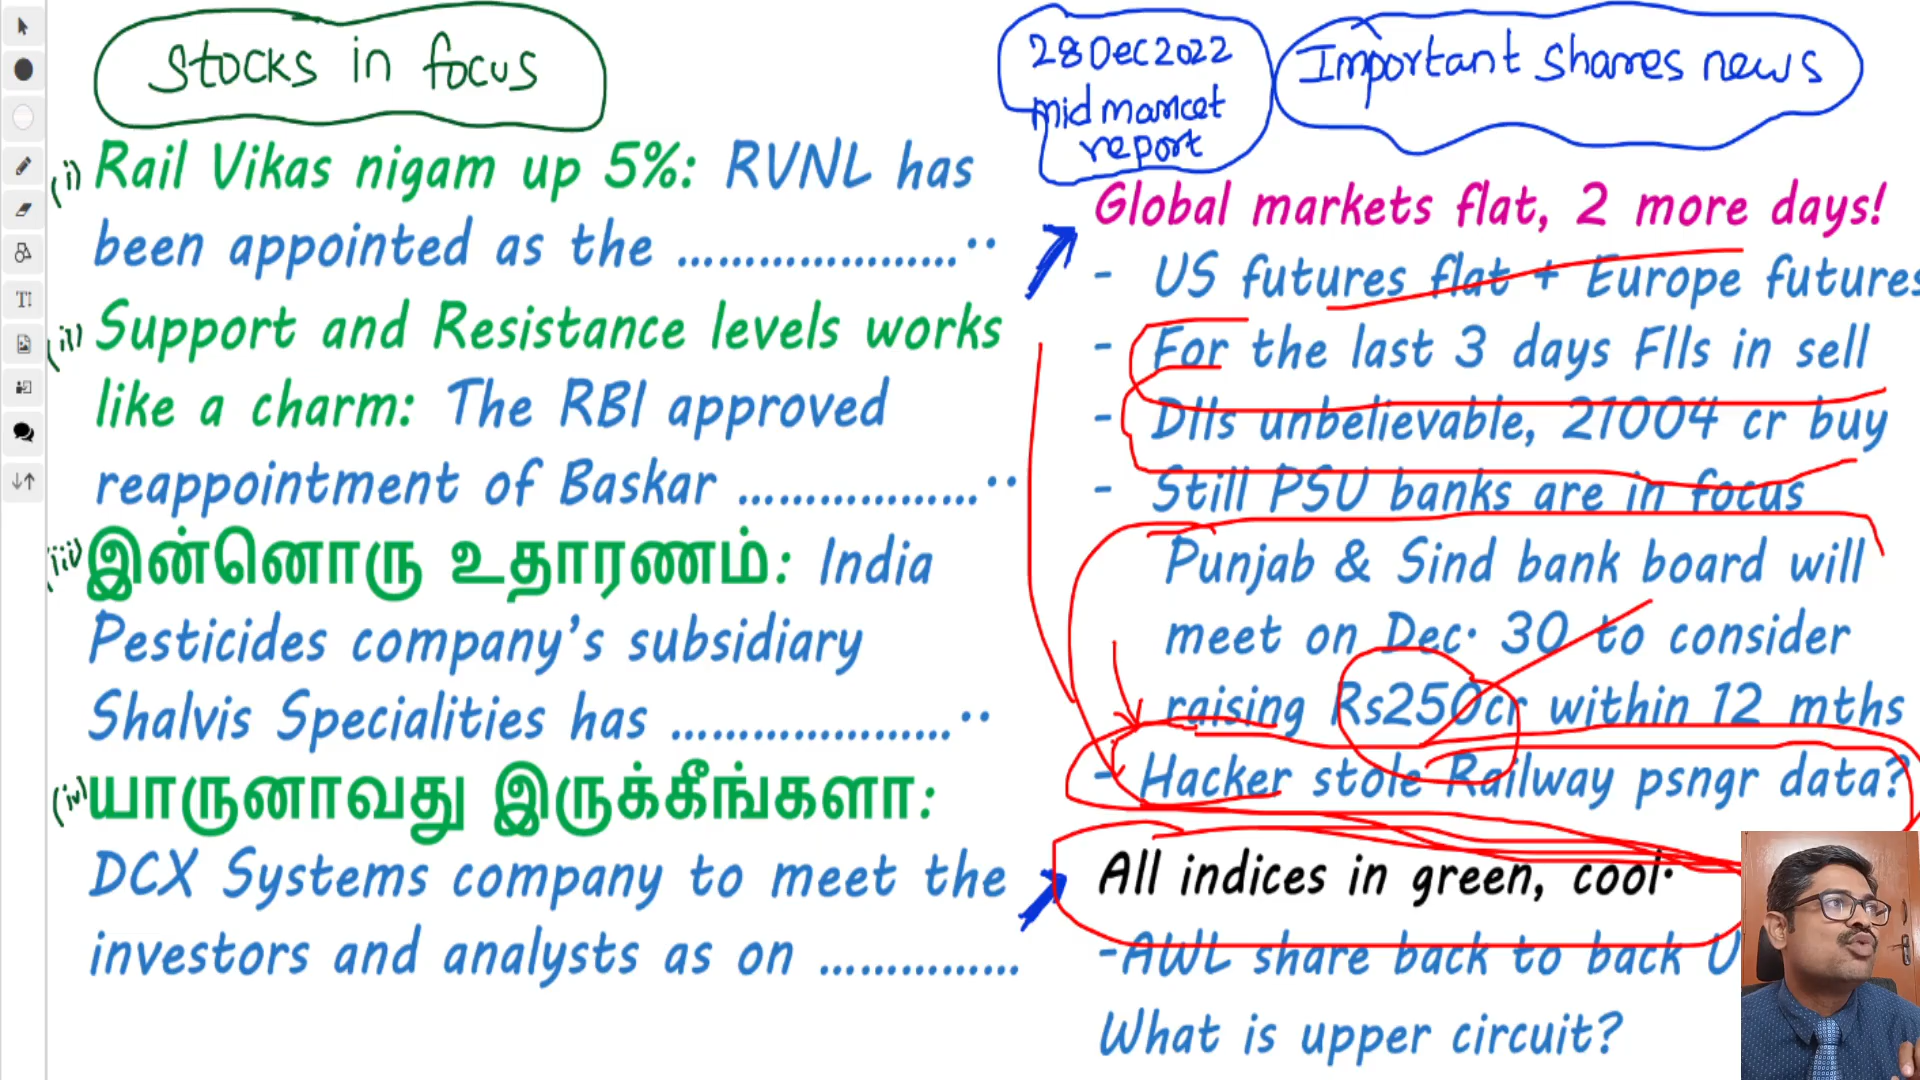 Stocks in focus
(i) Rail Vikas nigam up 5%: RVNL has
been appointed as the .......................
(ii) Support and Resistance levels works
like a charm: The RBI approved
reappointment of Baskar ....................
(iii) இன்னொரு உதாரணம்: India
Pesticides company's subsidiary
Shalvis Specialities has .......................
(iv) யாருனாவது இருக்கீங்களா:
DCX Systems company to meet the
investors and analysts as on ...............
28 Dec 2022
mid market
report
Important shares news
Global markets flat, 2 more days!
- US futures flat + Europe futures
- For the last 3 days FIIs in sell
- DIIs unbelievable, 21004 cr buy
- Still PSU banks are in focus
Punjab & Sind bank board will
meet on Dec. 30 to consider
raising Rs250cr within 12 mths
- Hacker stole Railway psngr data?
All indices in green, cool.
-AWL share back to back U
What is upper circuit?